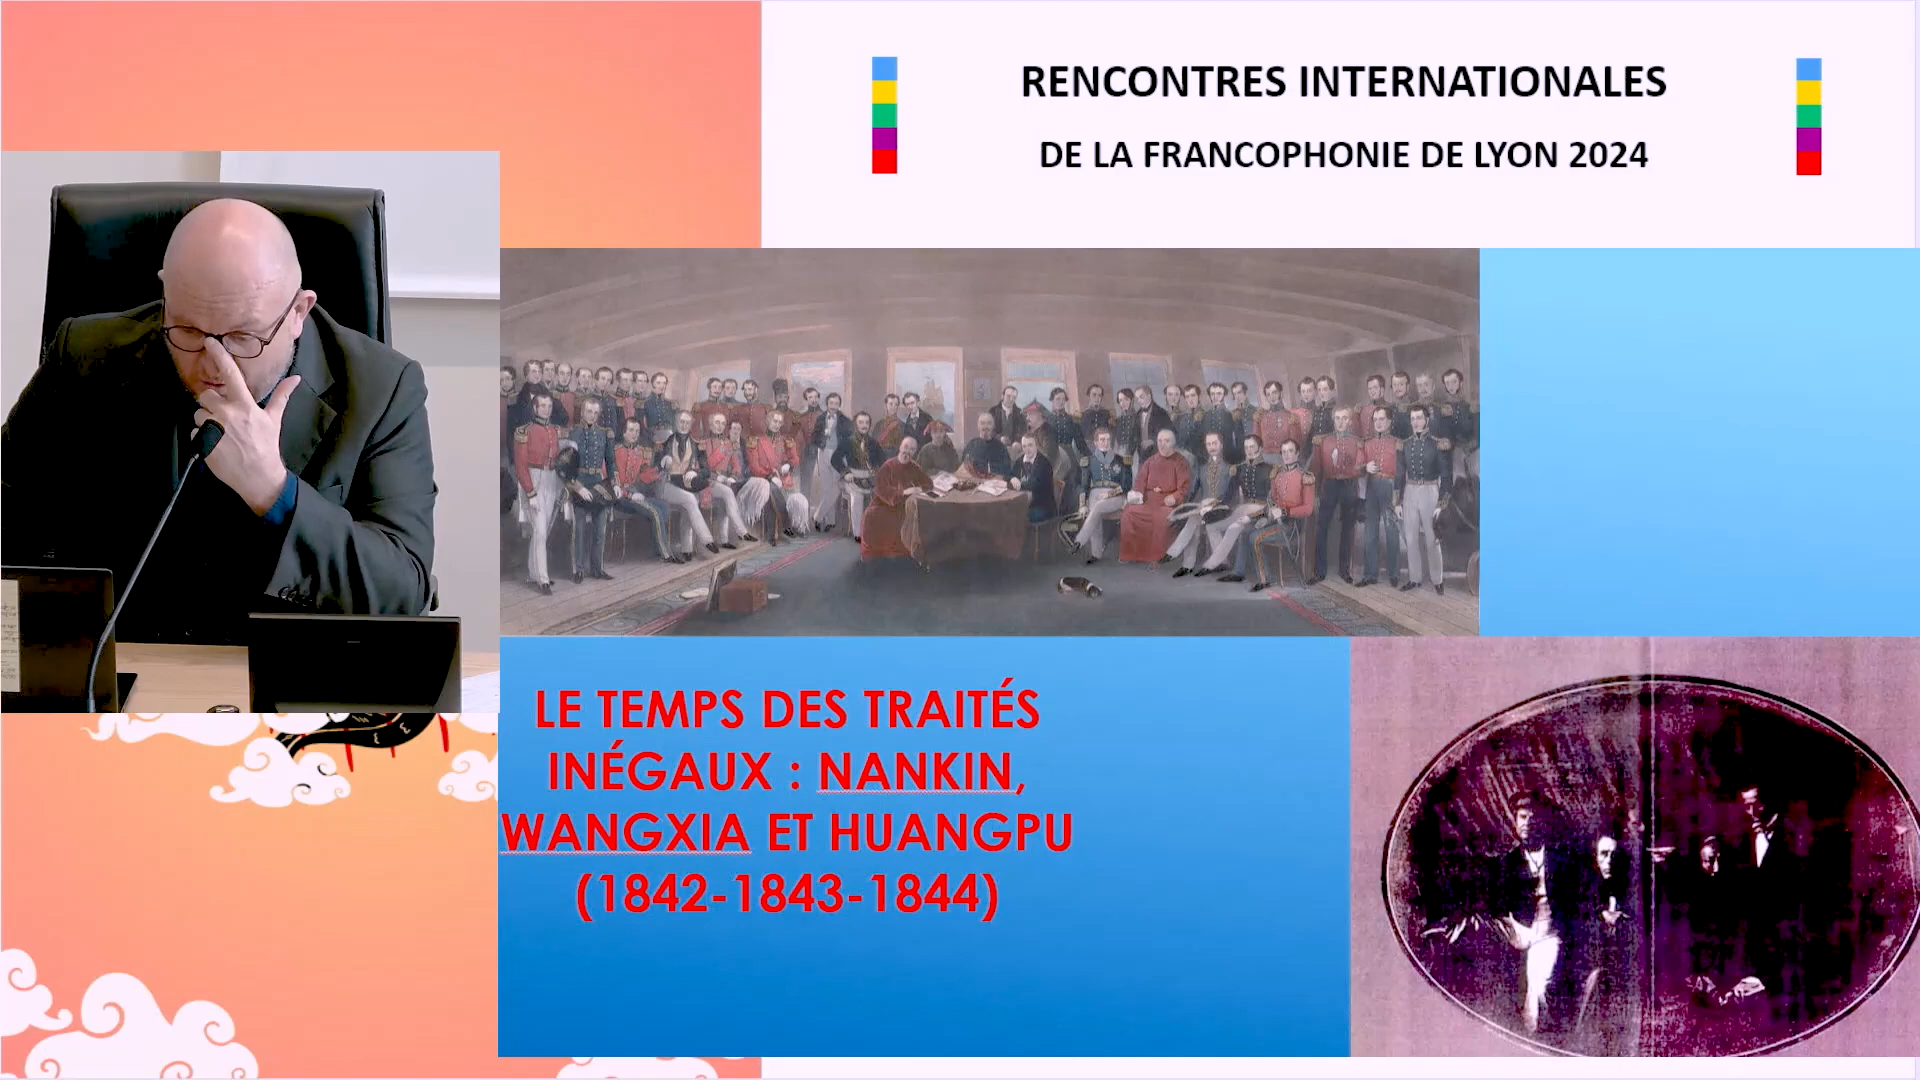 RENCONTRES INTERNATIONALES
DE LA FRANCOPHONIE DE LYON 2024
LE TEMPS DES TRAITÉS
INÉGAUX : NANKIN,
WANGXIA ET HUANGPU
(1842-1843-1844)